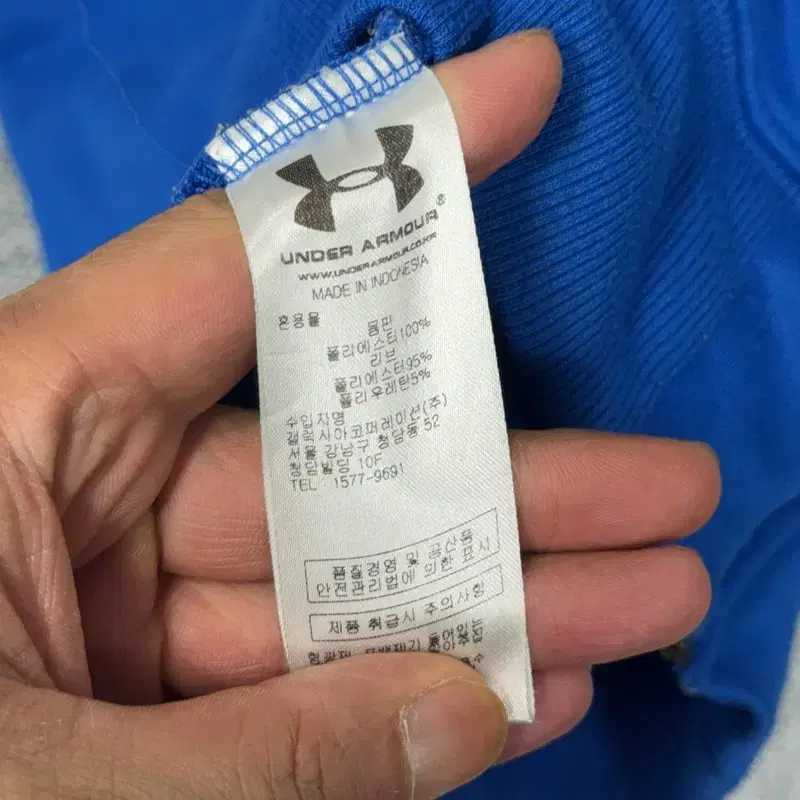 UNDER ARMOUR®
WWW.UNDERARMOUR.CO.KR
MADE IN INDONESIA
혼용율
몸판
폴리에스터100%
리브
폴리에스터95%
폴리우레탄5%
수입자명
갤럭시아코퍼레이션(주)
서울 강남구 청담동 52
청담빌딩 10F
TEL : 1577-9691
품질경영 및 공산품
안전관리법에 의한 표시
제품 취급시 주의사항